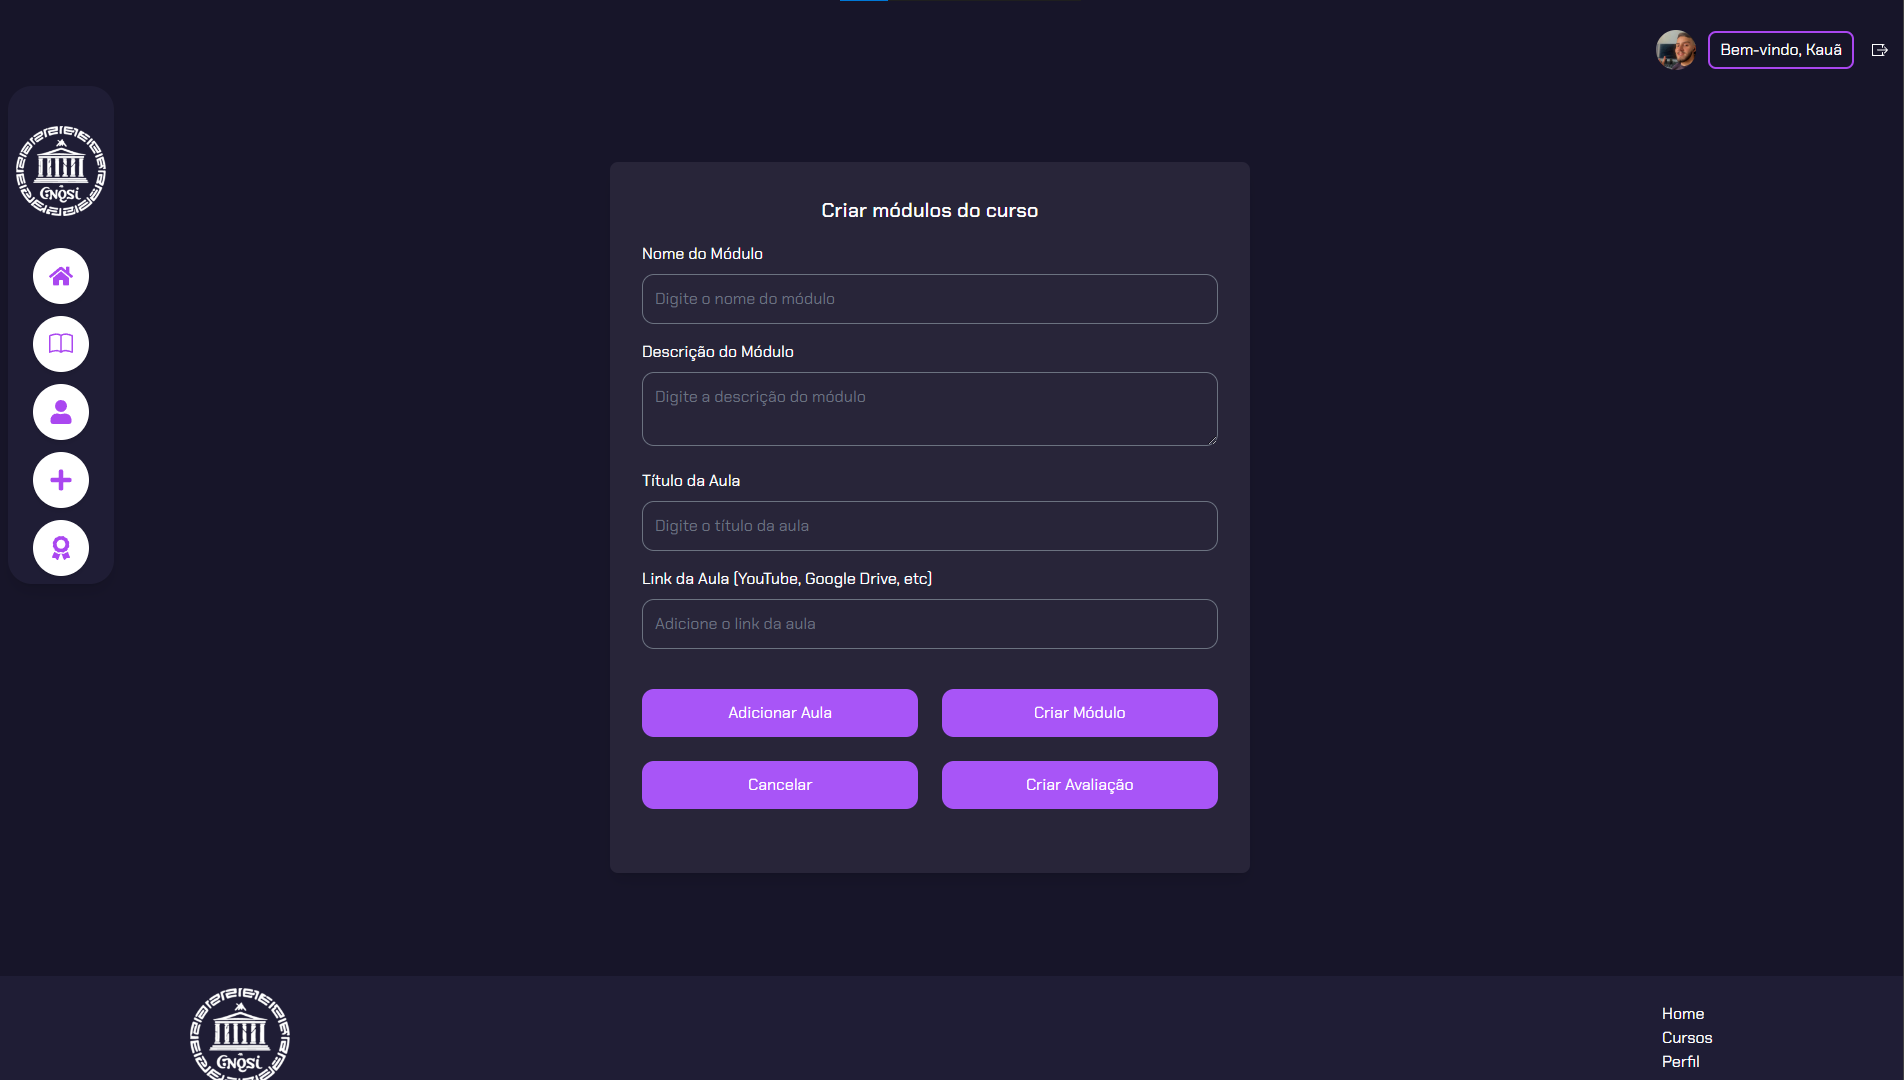 Bem-vindo, Kauã
Gnosi
Criar módulos do curso
Nome do Módulo
Digite o nome do módulo
Descrição do Módulo
Digite a descrição do módulo
Título da Aula
Digite o título da aula
Link da Aula (YouTube, Google Drive, etc)
Adicione o link da aula
Adicionar Aula
Criar Módulo
Cancelar
Criar Avaliação
Gnosi
Home
Cursos
Perfil